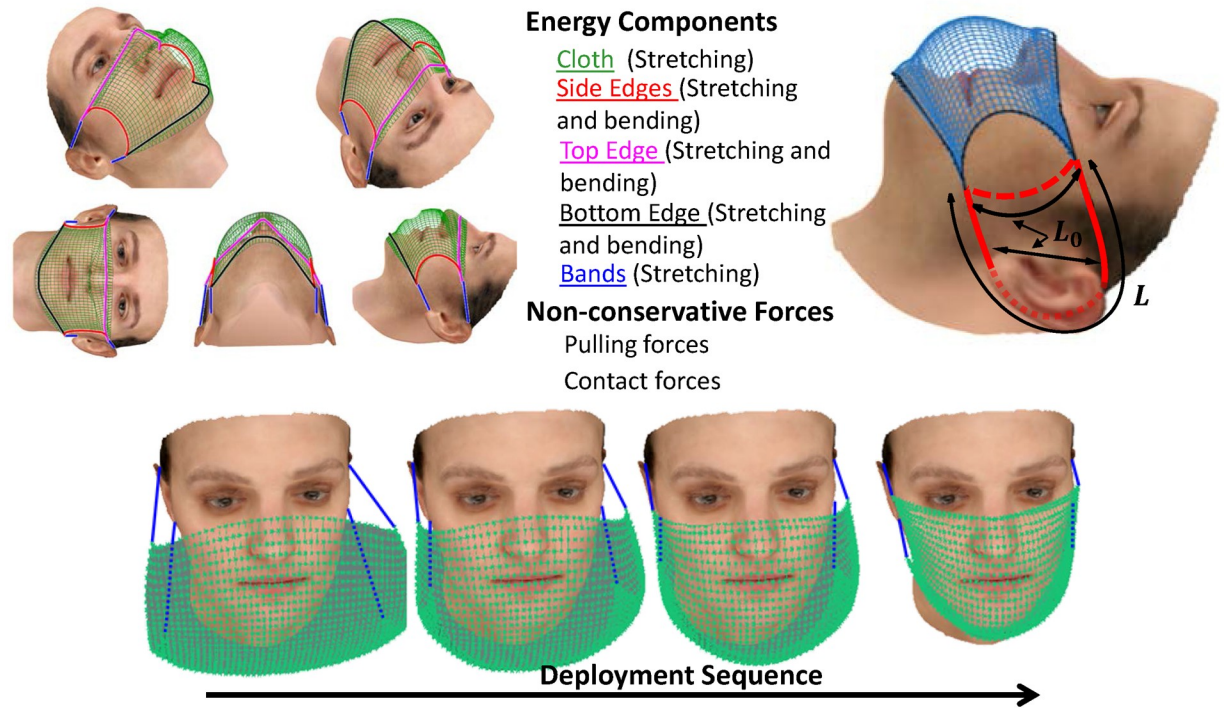 Energy Components
Cloth (Stretching)
Side Edges (Stretching
and bending)
Top Edge (Stretching and
bending)
Bottom Edge (Stretching
and bending)
Bands (Stretching)
Non-conservative Forces
Pulling forces
Contact forces
L₀
L
Deployment Sequence